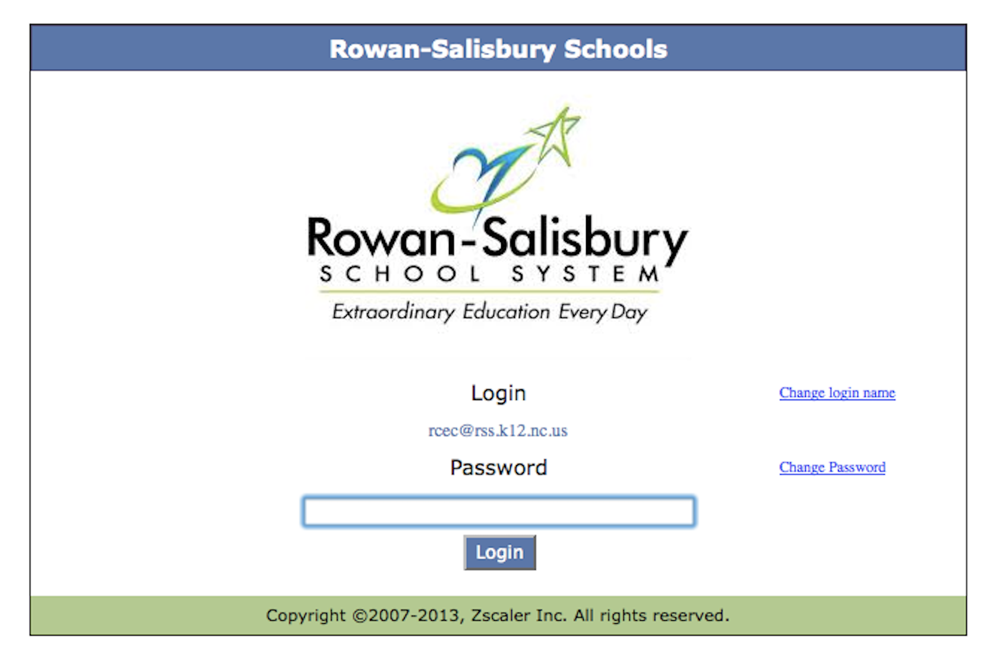 Rowan-Salisbury Schools
Rowan-Salisbury
SCHOOL SYSTEM
Extraordinary Education Every Day
Login
Change login name
rcec@rss.k12.nc.us
Password
Change Password
Login
Copyright ©2007-2013, Zscaler Inc. All rights reserved.